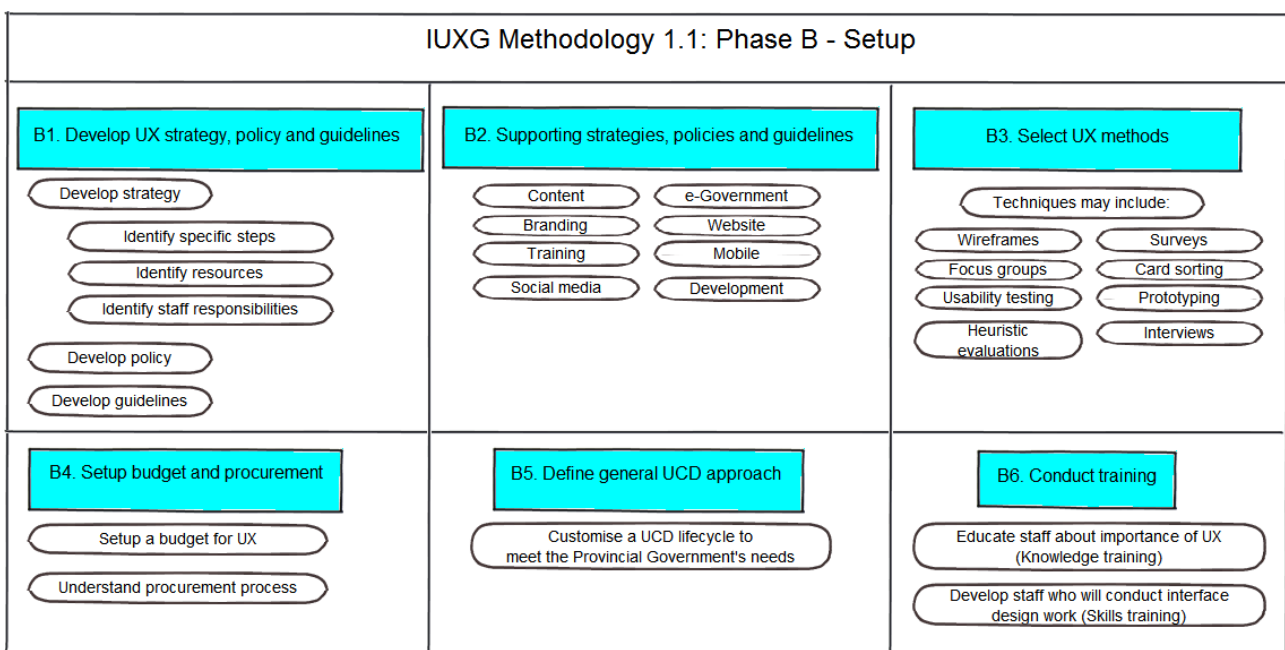 IUXG Methodology 1.1: Phase B - Setup
B1. Develop UX strategy, policy and guidelines
Develop strategy
Identify specific steps
Identify resources
Identify staff responsibilities
Develop policy
Develop guidelines
B2. Supporting strategies, policies and guidelines
Content
e-Government
Branding
Website
Training
Mobile
Social media
Development
B3. Select UX methods
Techniques may include:
Wireframes
Surveys
Focus groups
Card sorting
Usability testing
Prototyping
Heuristic
evaluations
Interviews
B4. Setup budget and procurement
Setup a budget for UX
Understand procurement process
B5. Define general UCD approach
Customise a UCD lifecycle to
meet the Provincial Government's needs
B6. Conduct training
Educate staff about importance of UX
(Knowledge training)
Develop staff who will conduct interface
design work (Skills training)